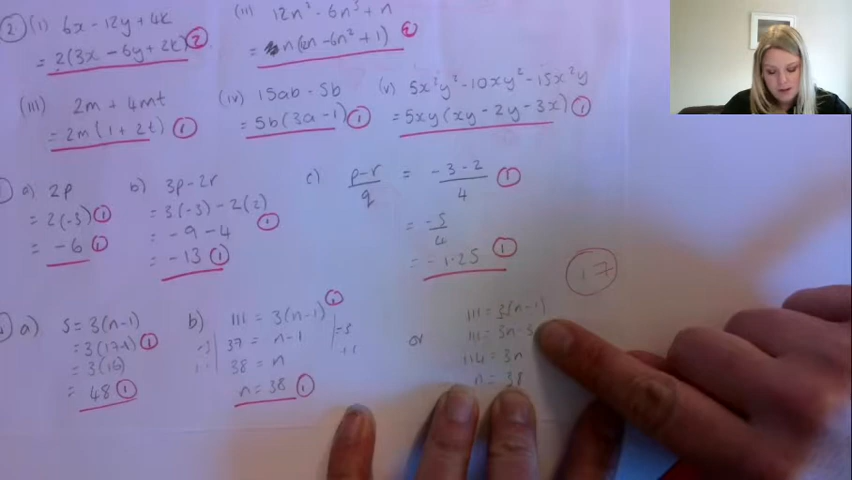 ② (i) 6x - 12y + 4k
= 2(3x - 6y + 2k) ②
(ii) 12n² - 6n³ + n
= n(12n - 6n² + 1) ②
(iii) 2m + 4mt
= 2m(1 + 2t) ①
(iv) 15ab - 5b
= 5b(3a - 1) ①
(v) 5x²y² - 10xy² - 15x²y
= 5xy(xy - 2y - 3x) ①
a) 2p
= 2(-3) ①
= -6 ①
b) 3p - 2r
= 3(-3) - 2(2) ①
= -9 - 4
= -13 ①
c) p-r/q = -3-2/4 ①
= -5/4
= -1.25 ①
17
a) S = 3(n-1)
= 3(17-1) ①
= 3(16)
= 48 ①
b) 111 = 3(n-1) ①
37 = n-1
38 = n
n = 38 ①
or
111 = 3(n-1)
111 = 3n-3
114 = 3n
n = 38